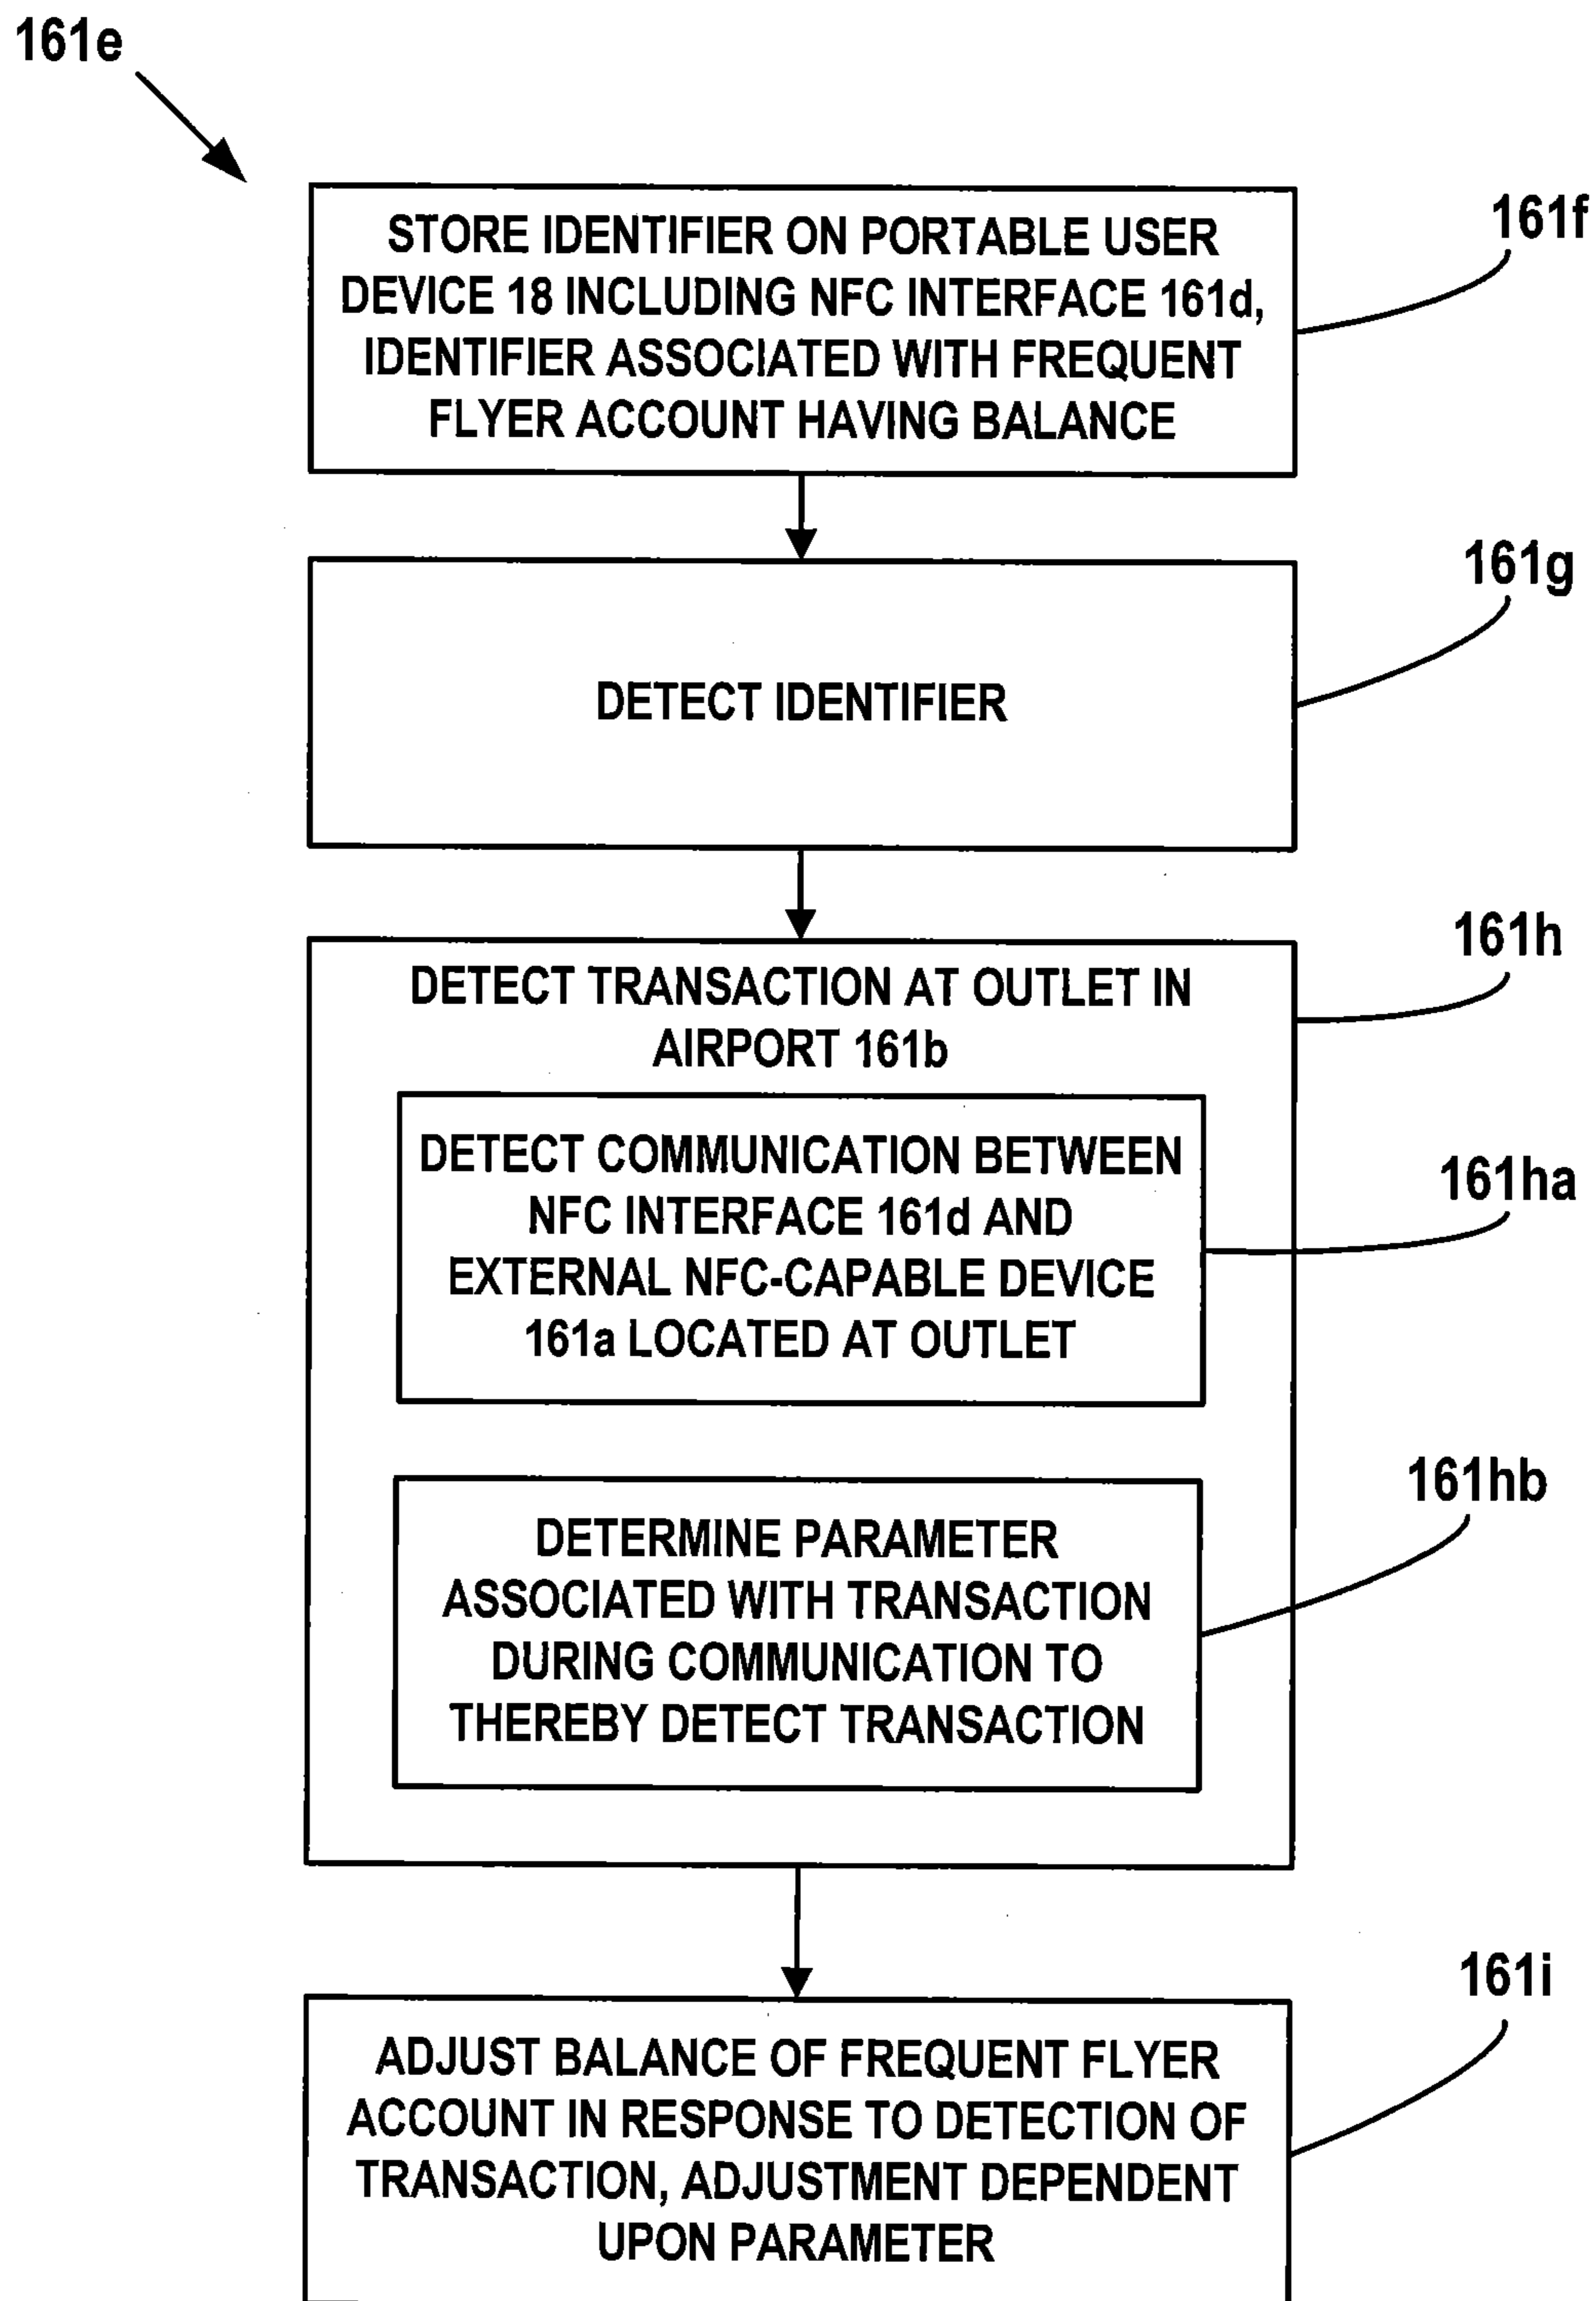 161e
STORE IDENTIFIER ON PORTABLE USER
DEVICE 18 INCLUDING NFC INTERFACE 161d,
IDENTIFIER ASSOCIATED WITH FREQUENT
FLYER ACCOUNT HAVING BALANCE
161f
DETECT IDENTIFIER
161g
DETECT TRANSACTION AT OUTLET IN
AIRPORT 161b
161h
DETECT COMMUNICATION BETWEEN
NFC INTERFACE 161d AND
EXTERNAL NFC-CAPABLE DEVICE
161a LOCATED AT OUTLET
161ha
DETERMINE PARAMETER
ASSOCIATED WITH TRANSACTION
DURING COMMUNICATION TO
THEREBY DETECT TRANSACTION
161hb
ADJUST BALANCE OF FREQUENT FLYER
ACCOUNT IN RESPONSE TO DETECTION OF
TRANSACTION, ADJUSTMENT DEPENDENT
UPON PARAMETER
161i